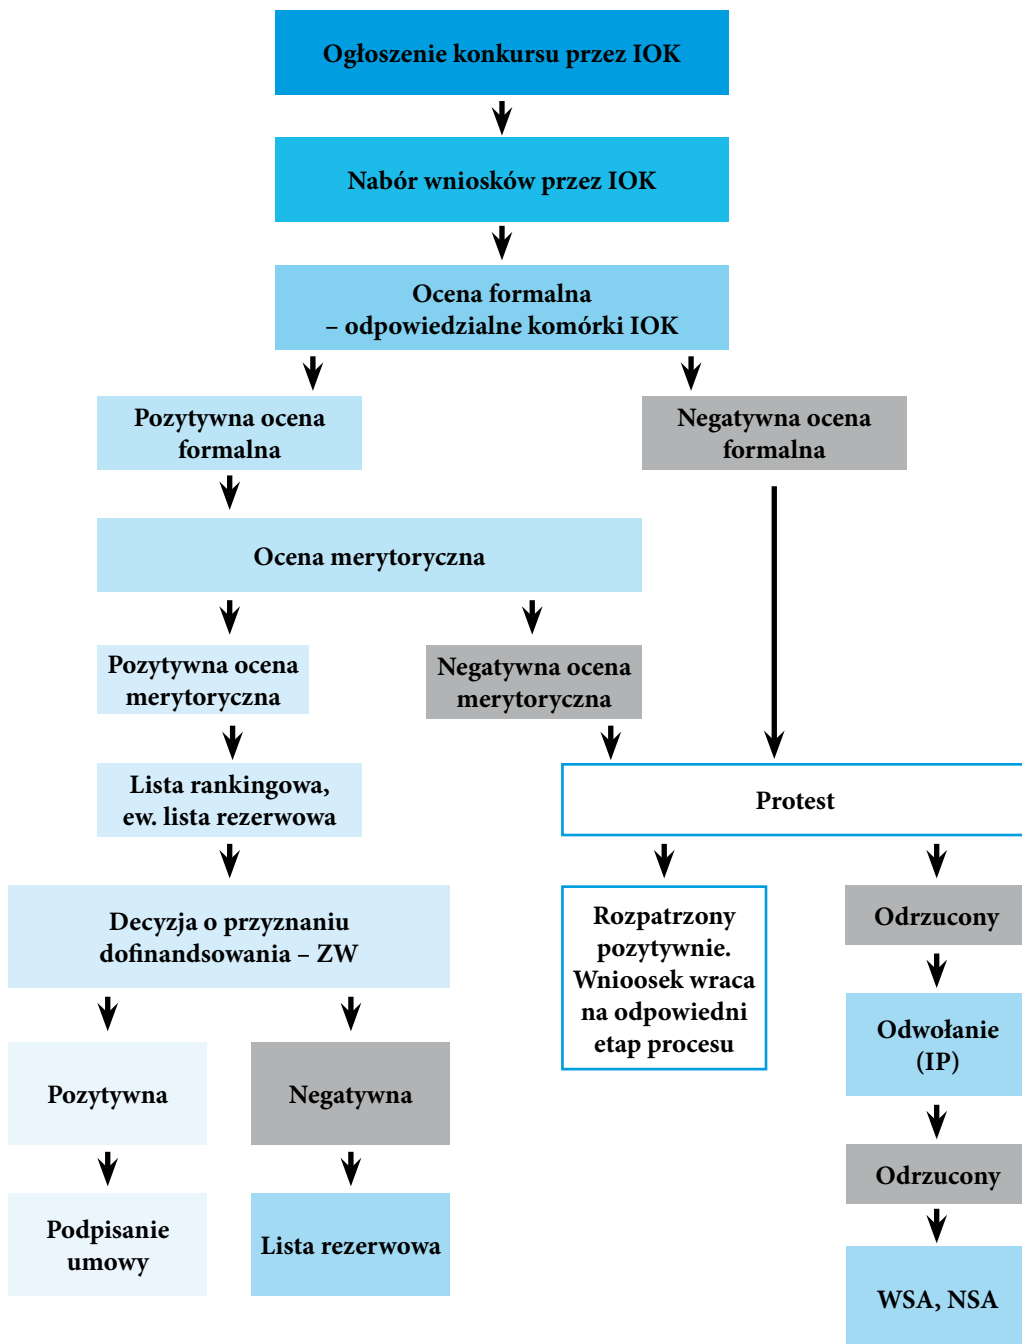 Ogłoszenie konkursu przez IOK
Nabór wniosków przez IOK
Ocena formalna
– odpowiedzialne komórki IOK
Pozytywna ocena
formalna
Negatywna ocena
formalna
Ocena merytoryczna
Pozytywna ocena
merytoryczna
Negatywna ocena
merytoryczna
Lista rankingowa,
ew. lista rezerwowa
Protest
Decyzja o przyznaniu
dofinandsowania – ZW
Rozpatrzony
pozytywnie.
Wnioosek wraca
na odpowiedni
etap procesu
Odrzucony
Odwołanie
(IP)
Pozytywna
Negatywna
Odrzucony
Podpisanie
umowy
Lista rezerwowa
WSA, NSA